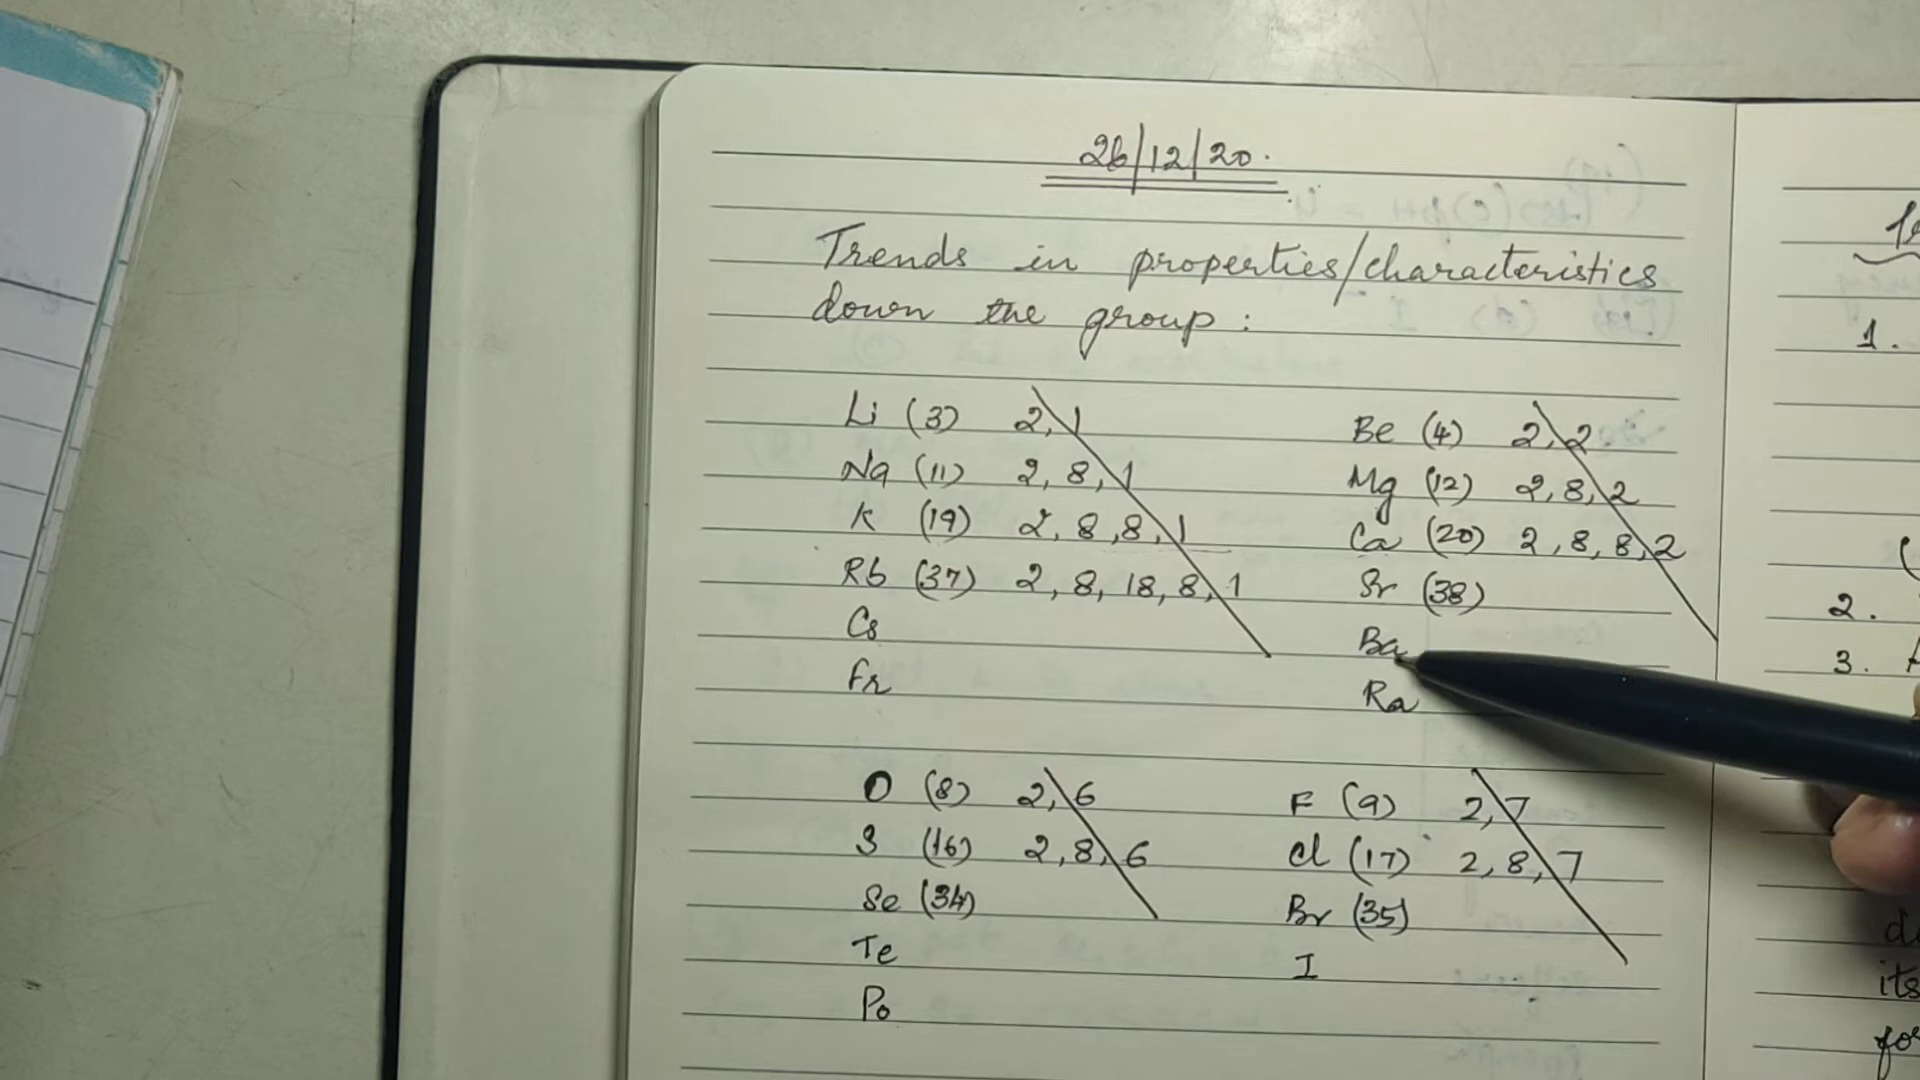 26/12/20.
Trends in properties/characteristics
down the group :
Li (3) 2, 1
Na (11) 2, 8, 1
K (19) 2, 8, 8, 1
Rb (37) 2, 8, 18, 8, 1
Cs
Fr
Be (4) 2, 2
Mg (12) 2, 8, 2
Ca (20) 2, 8, 8, 2
Sr (38)
Ba
Ra
O (8) 2, 6
S (16) 2, 8, 6
Se (34)
Te
Po
F (9) 2, 7
Cl (17) 2, 8, 7
Br (35)
I
1.
2.
3.
its
for